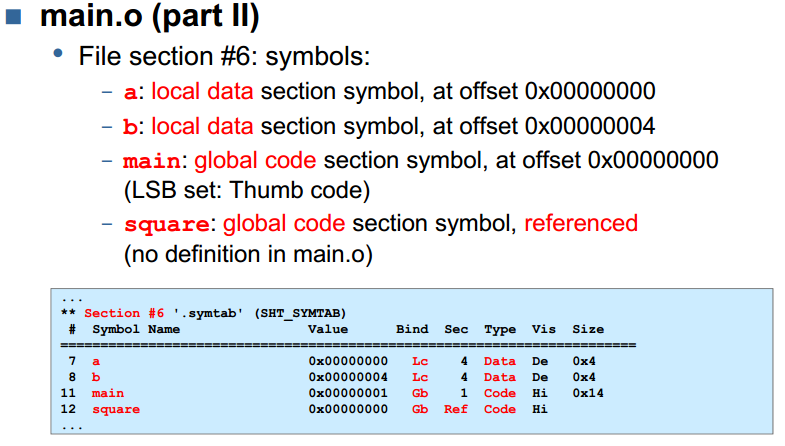 main.o (part II)
File section #6: symbols:
– a: local data section symbol, at offset 0x00000000
– b: local data section symbol, at offset 0x00000004
– main: global code section symbol, at offset 0x00000000
(LSB set: Thumb code)
– square: global code section symbol, referenced
(no definition in main.o)
...
** Section #6 '.symtab' (SHT_SYMTAB)
# Symbol Name Value Bind Sec Type Vis Size
========================================================================
7 a 0x00000000 Lc 4 Data De 0x4
8 b 0x00000004 Lc 4 Data De 0x4
11 main 0x00000001 Gb 1 Code Hi 0x14
12 square 0x00000000 Gb Ref Code Hi
...